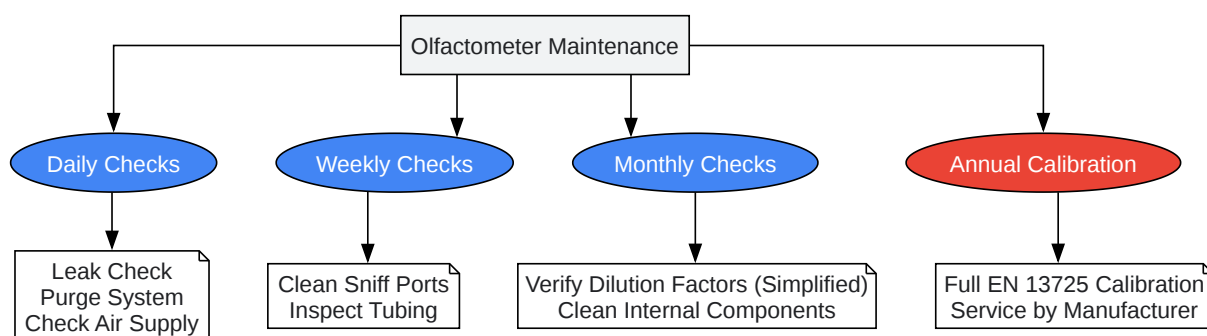 Olfactometer Maintenance
Daily Checks
Weekly Checks
Monthly Checks
Annual Calibration
Leak Check
Purge System
Check Air Supply
Clean Sniff Ports
Inspect Tubing
Verify Dilution Factors (Simplified)
Clean Internal Components
Full EN 13725 Calibration
Service by Manufacturer